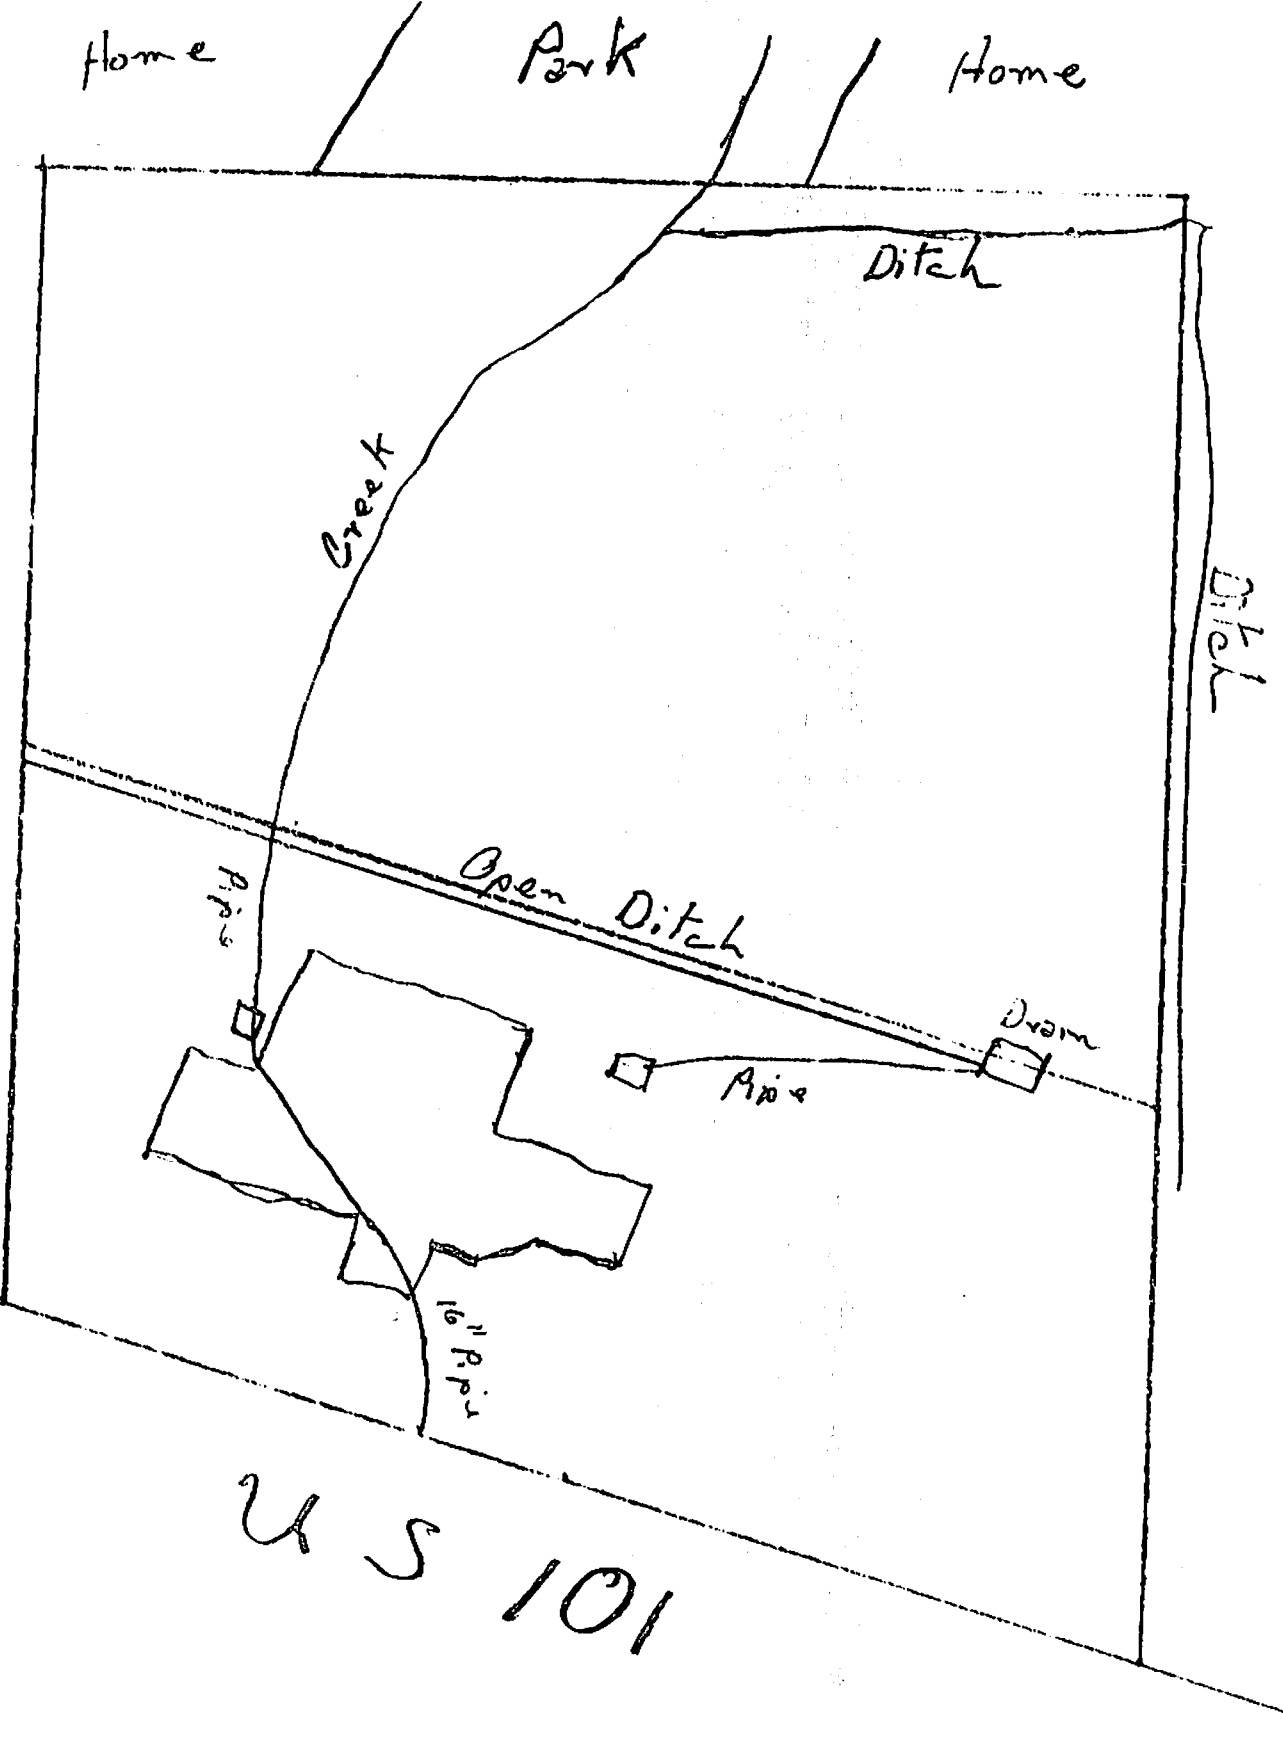 Home
Park
Home
Ditch
Creek
Ditch
Pipe
Open Ditch
Drain
Pipe
16" Pipe
US 101